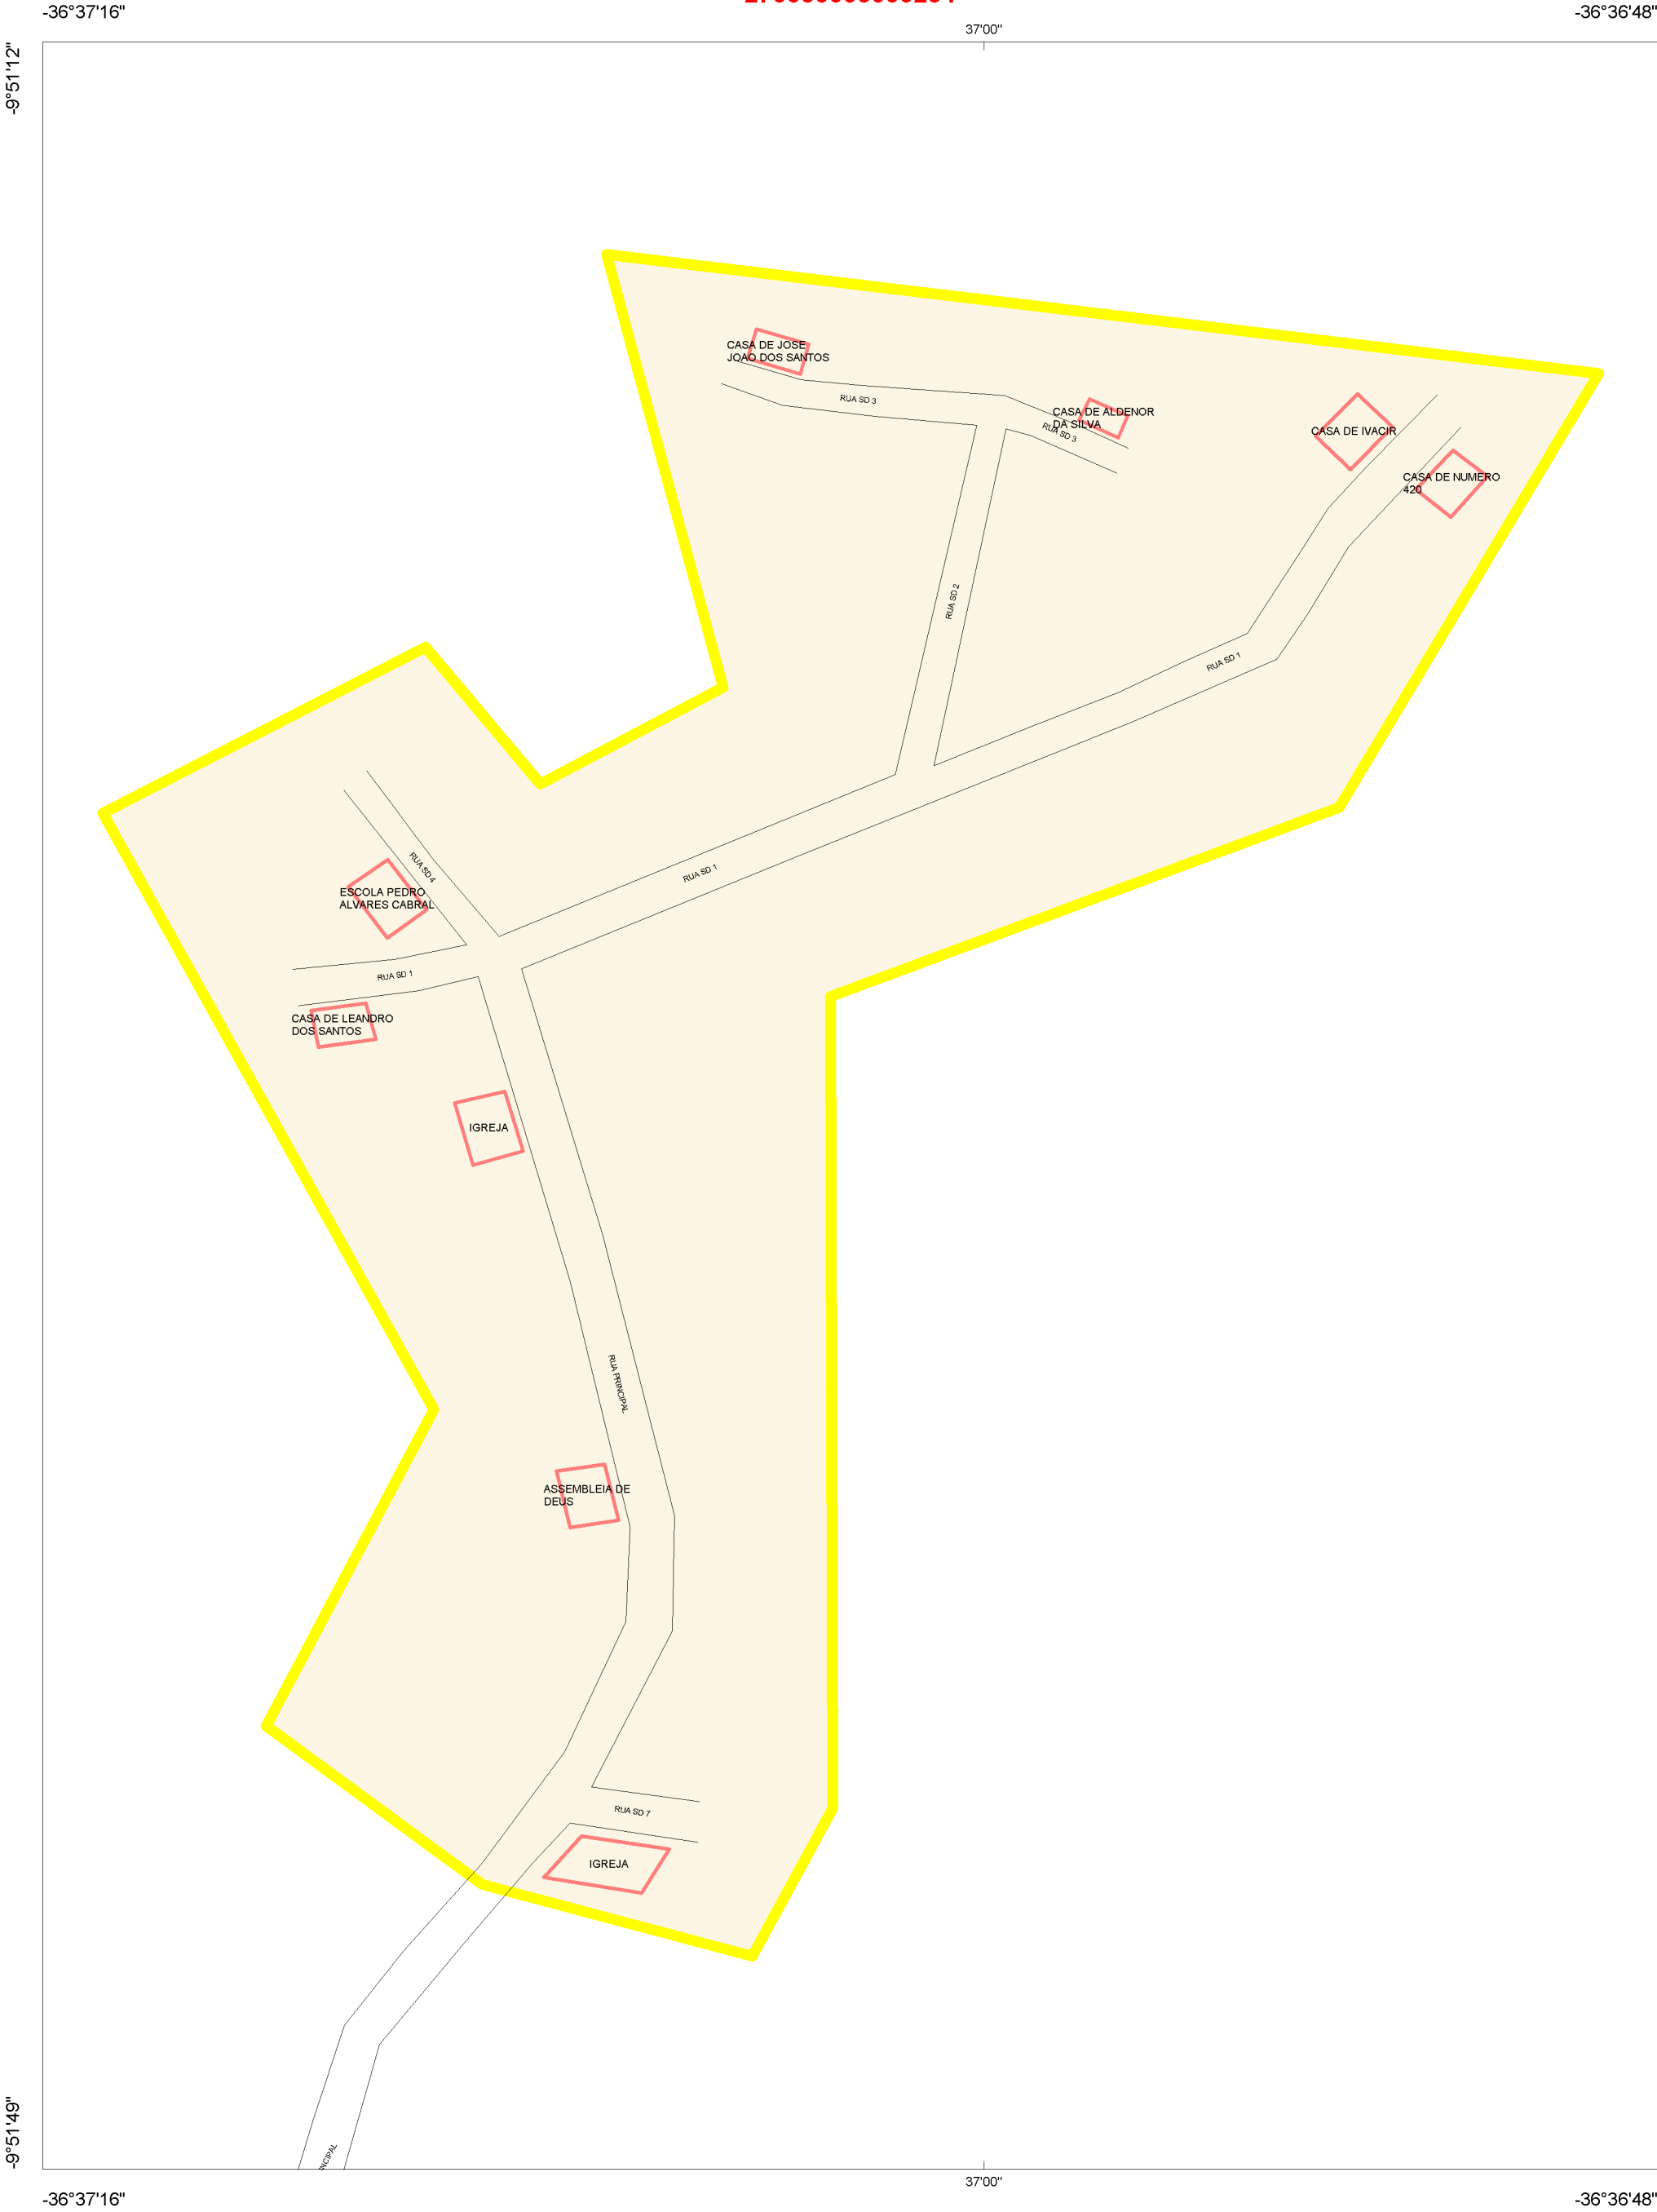 -36°37'16"
-36°36'48"
37'00"
-9°51'12"
CASA DE JOSE
JOAO DOS SANTOS
RUA SD 3
CASA DE ALDENOR
DA SILVA
RUA SD 3
CASA DE IVACIR
CASA DE NUMERO
420
RUA SD 2
RUA SD 1
RUA SD 4
RUA SD 1
ESCOLA PEDRO
ALVARES CABRAL
RUA SD 1
CASA DE LEANDRO
DOS SANTOS
IGREJA
RUA PRINCIPAL
ASSEMBLEIA DE
DEUS
RUA SD 7
IGREJA
NCIPAL
-9°51'49"
37'00"
-36°37'16"
-36°36'48"